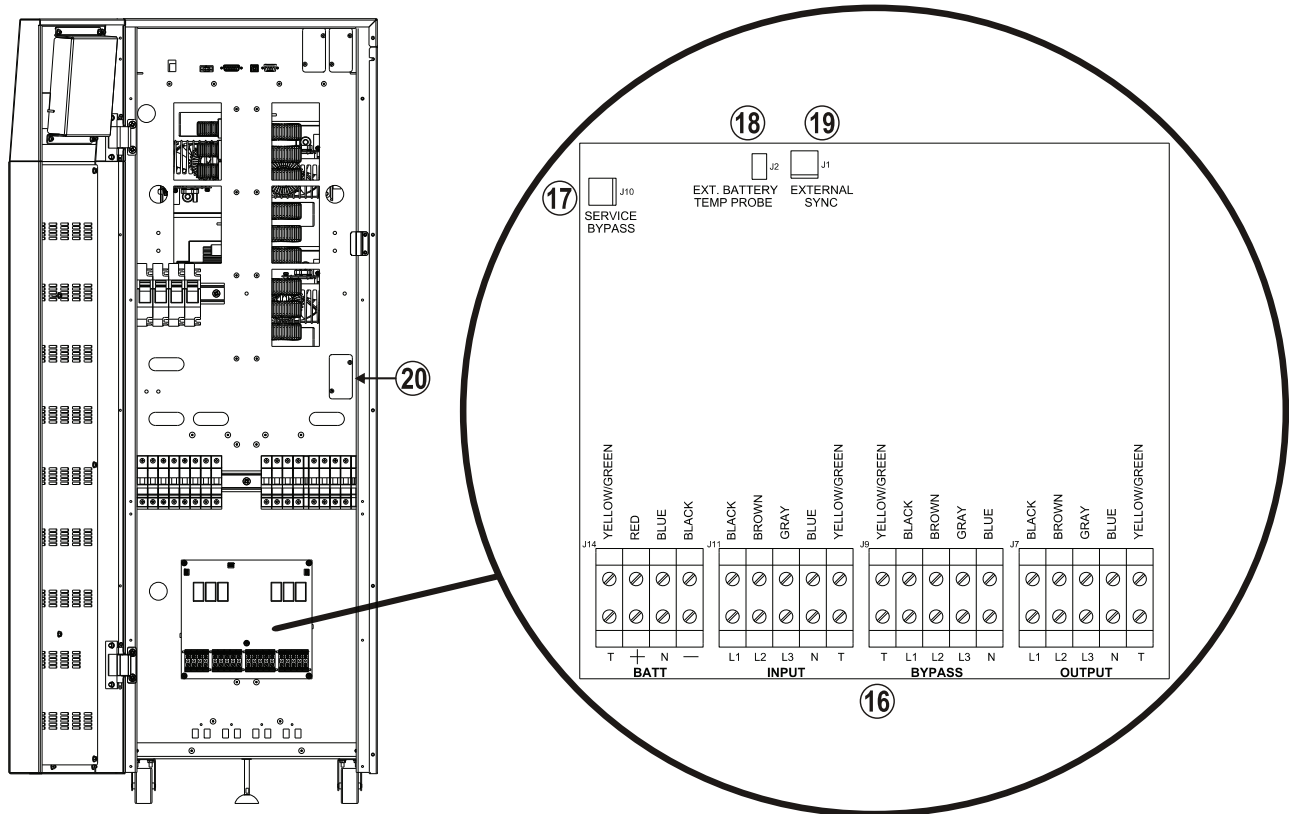 18
19
17
J10
SERVICE
BYPASS
J2
EXT. BATTERY
TEMP PROBE
J1
EXTERNAL
SYNC
20
J14
YELLOW/GREEN
RED
BLUE
BLACK
J11
BLACK
BROWN
GRAY
BLUE
YELLOW/GREEN
J9
YELLOW/GREEN
BLACK
BROWN
GRAY
BLUE
J7
BLACK
BROWN
GRAY
BLUE
YELLOW/GREEN
T + N —
BATT
L1 L2 L3 N T
INPUT
T L1 L2 L3 N
BYPASS
L1 L2 L3 N T
OUTPUT
16